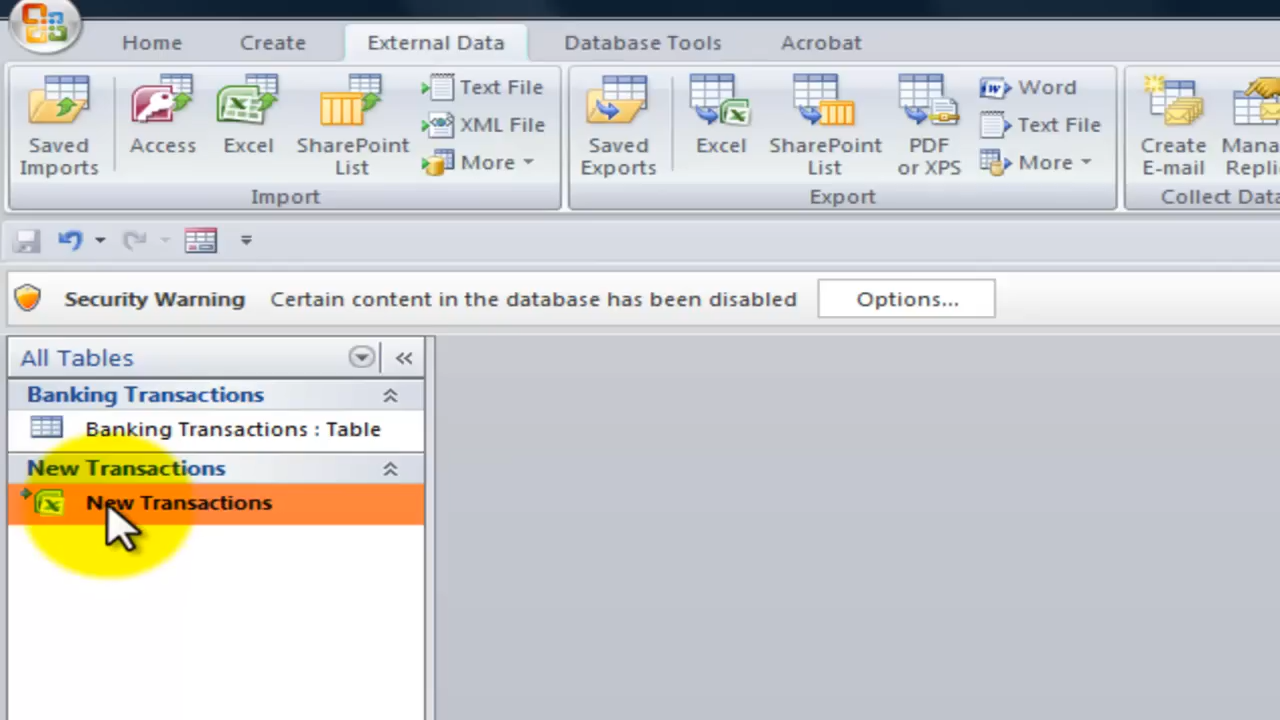 Home Create External Data Database Tools Acrobat
Saved Imports
Access
Excel
SharePoint List
Text File
XML File
More
Import
Saved Exports
Excel
SharePoint List
PDF or XPS
Word
Text File
More
Export
Create E-mail
Collect
Security Warning Certain content in the database has been disabled Options...
All Tables
Banking Transactions
Banking Transactions : Table
New Transactions
New Transactions